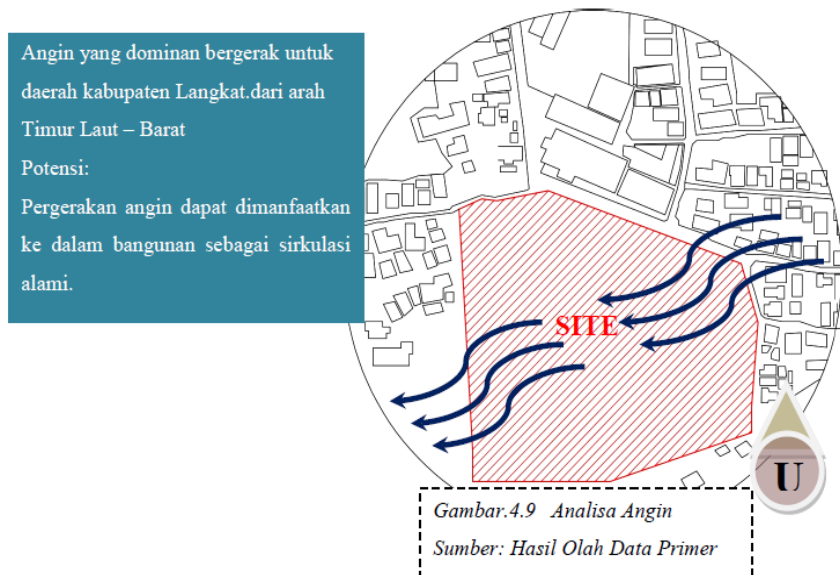 Angin yang dominan bergerak untuk
daerah kabupaten Langkat.dari arah
Timur Laut – Barat
Potensi:
Pergerakan angin dapat dimanfaatkan
ke dalam bangunan sebagai sirkulasi
alami.
SITE
U
Gambar.4.9 Analisa Angin
Sumber: Hasil Olah Data Primer